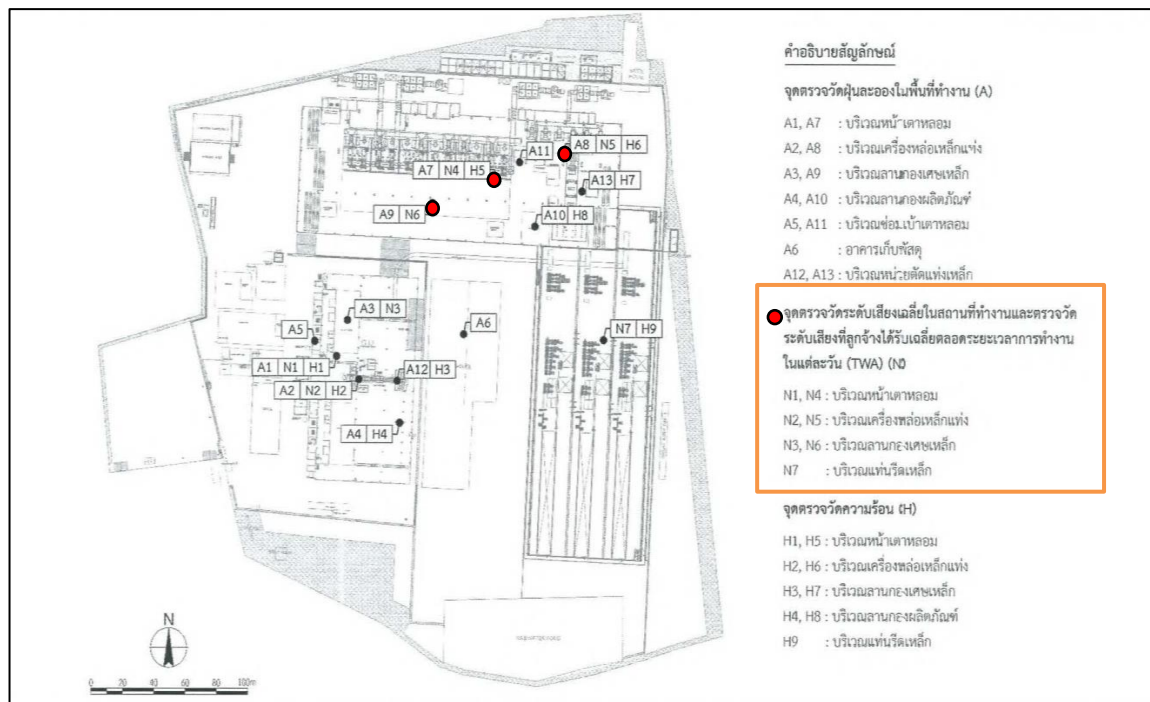 A11
A8 N5 H6
A7 N4 H5
A13 H7
A9 N6
A10 H8
A3 N3
A5
A6
N7 H9
A1 N1 H1
A12 H3
A2 N2 H2
A4 H4
N
0 20 40 60 80 100m
คำอธิบายสัญลักษณ์
จุดตรวจวัดฝุ่นละอองในพื้นที่ทำงาน (A)
A1, A7 : บริเวณหน้าเตาหลอม
A2, A8 : บริเวณเครื่องหล่อเหล็กแท่ง
A3, A9 : บริเวณลานกองเศษเหล็ก
A4, A10 : บริเวณลานกองผลิตภัณฑ์
A5, A11 : บริเวณซ่อมเบ้าเตาหลอม
A6 : อาคารเก็บพัสดุ
A12, A13 : บริเวณหน่วยตัดแท่งเหล็ก
จุดตรวจวัดระดับเสียงเฉลี่ยในสถานที่ทำงานและตรวจวัด
ระดับเสียงที่ลูกจ้างได้รับเฉลี่ยตลอดระยะเวลาการทำงาน
ในแต่ละวัน (TWA) (N)
N1, N4 : บริเวณหน้าเตาหลอม
N2, N5 : บริเวณเครื่องหล่อเหล็กแท่ง
N3, N6 : บริเวณลานกองเศษเหล็ก
N7 : บริเวณแท่นรีดเหล็ก
จุดตรวจวัดความร้อน (H)
H1, H5 : บริเวณหน้าเตาหลอม
H2, H6 : บริเวณเครื่องหล่อเหล็กแท่ง
H3, H7 : บริเวณลานกองเศษเหล็ก
H4, H8 : บริเวณลานกองผลิตภัณฑ์
H9 : บริเวณแท่นรีดเหล็ก